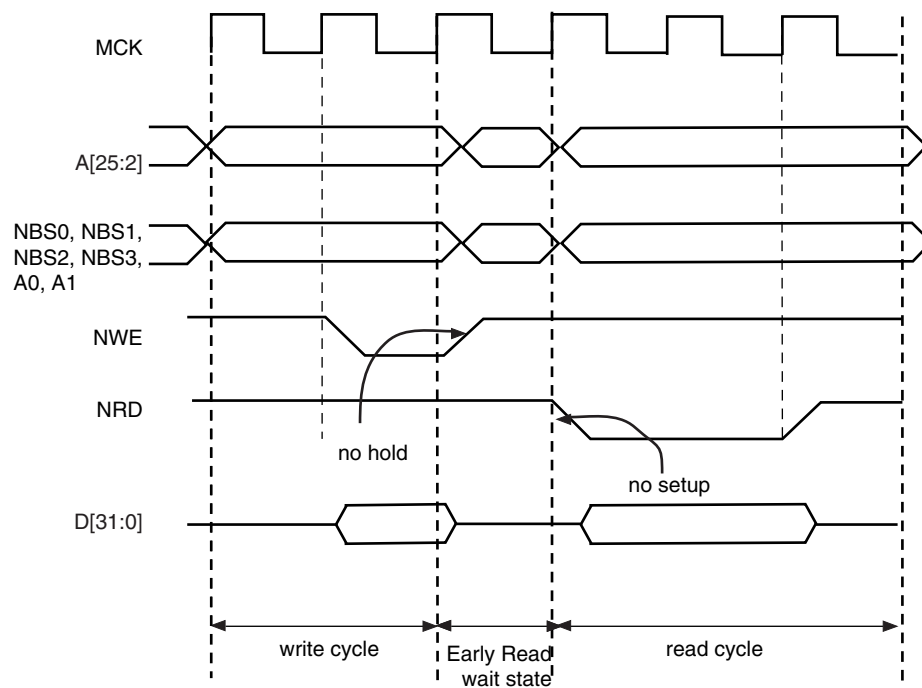 MCK
A[25:2]
NBS0, NBS1,
NBS2, NBS3,
A0, A1
NWE
NRD
no hold
no setup
D[31:0]
write cycle
Early Read
wait state
read cycle